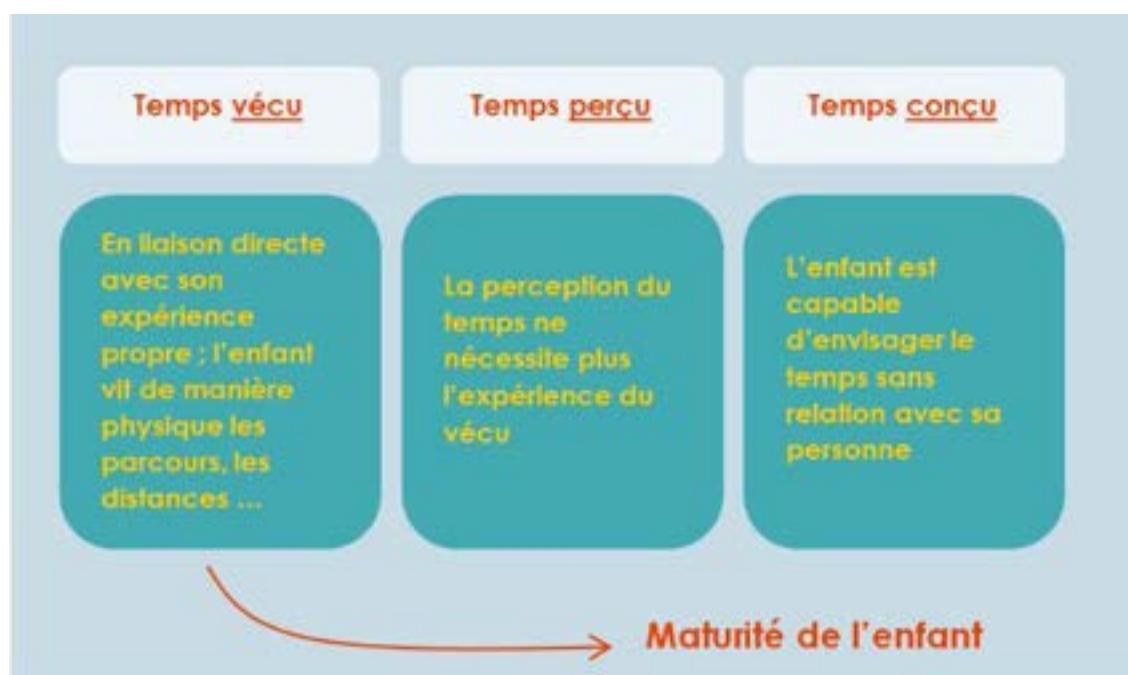 Temps vécu
Temps perçu
Temps conçu
En liaison directe
avec son
expérience
propre ; l'enfant
vit de manière
physique les
parcours, les
distances ...
La perception du
temps ne
nécessite plus
l'expérience du
vécu
L'enfant est
capable
d'envisager le
temps sans
relation avec sa
personne
Maturité de l'enfant